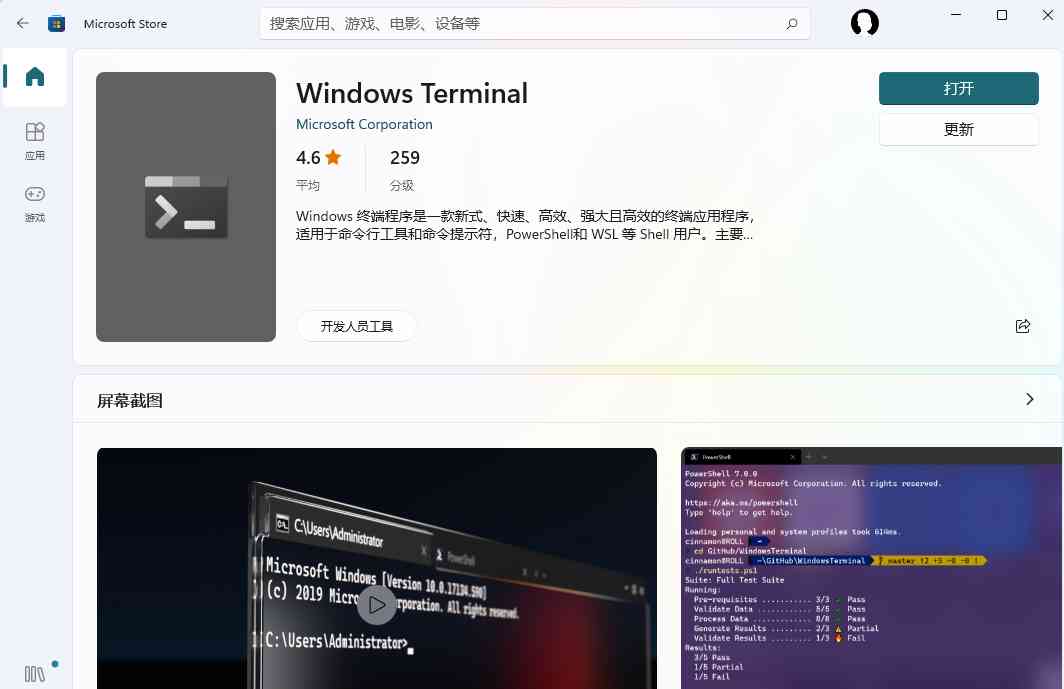 Microsoft Store
搜索应用、游戏、电影、设备等
应用
游戏
Windows Terminal
Microsoft Corporation
4.6
平均
259
分级
Windows 终端程序是一款新式、快速、高效、强大且高效的终端应用程序，
适用于命令行工具和命令提示符，PowerShell和 WSL 等 Shell 用户。主要...
开发人员工具
打开
更新
屏幕截图
C:\Users\Administrator
PowerShell
Microsoft Windows [Version 10.0.17134.590]
(c) 2019 Micro rporation. All rights reserved.
C:\Users\Administrator>
PowerShell
PowerShell 7.0.0
Copyright (c) Microsoft Corporation. All rights reserved.
https://aka.ms/powershell
Type 'help' to get help.
Loading personal and system profiles took 614ms.
cinnamon@ROLL ~
cd GitHub/WindowsTerminal
cinnamon@ROLL ~\GitHub\WindowsTerminal master ↑2 +3 ~0 -0 !
./runtests.ps1
Suite: Full Test Suite
Running:
Pre-requisites .......... 3/3 Pass
Validate Data ........... 5/5 Pass
Process Data ............ 8/8 Pass
Generate Results ........ 2/3 Partial
Validate Results ........ 1/3 Fail
Results:
3/5 Pass
1/5 Partial
1/5 Fail